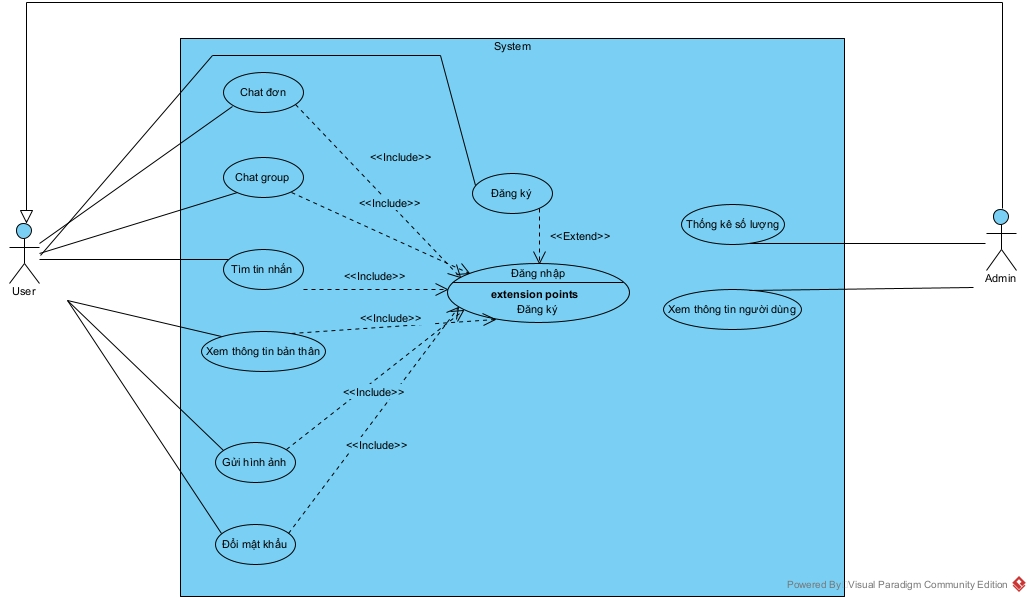 System
Chat đơn
<<Include>>
Chat group
<<Include>>
Đăng ký
Thống kê số lượng
<<Extend>>
User
Admin
Tìm tin nhắn
<<Include>>
Đăng nhập
extension points
Đăng ký
Xem thông tin người dùng
<<Include>>
Xem thông tin bản thân
<<Include>>
<<Include>>
Gửi hình ảnh
Đổi mật khẩu
Powered By: Visual Paradigm Community Edition